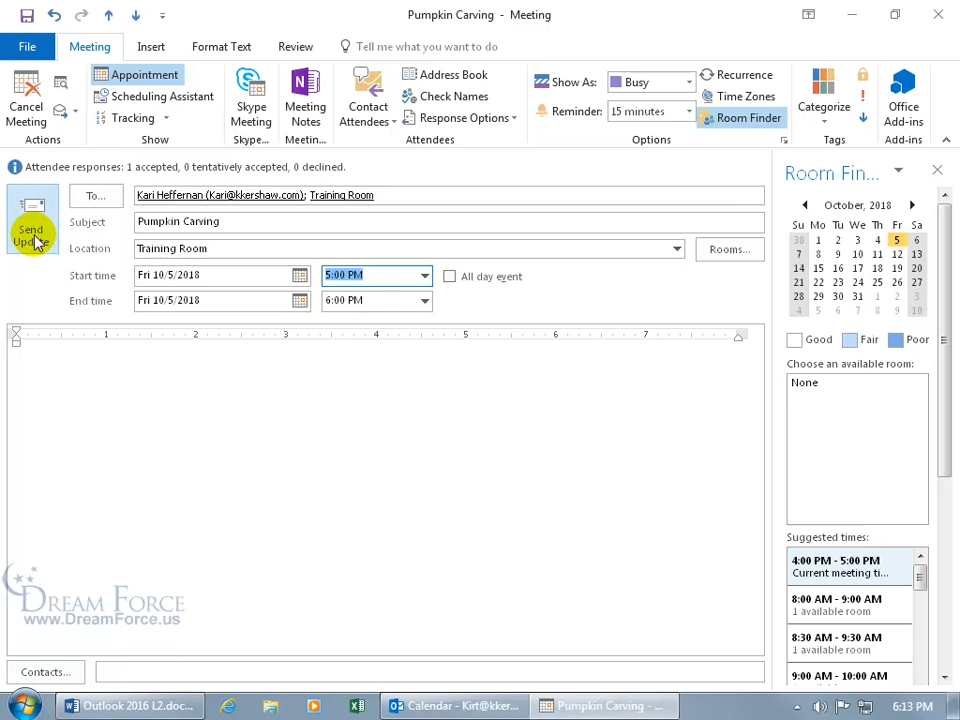 Pumpkin Carving - Meeting
File Meeting Insert Format Text Review Tell me what you want to do
Cancel Meeting
Actions
Appointment
Scheduling Assistant
Tracking
Show
Skype Meeting
Skype...
Meeting Notes
Meetin...
Contact Attendees
Address Book
Check Names
Response Options
Attendees
Show As: Busy
Reminder: 15 minutes
Recurrence
Time Zones
Room Finder
Options
Categorize
Tags
Office Add-ins
Add-ins
Attendee responses: 1 accepted, 0 tentatively accepted, 0 declined.
Send Update
To... Kari Heffernan (Kari@kkershaw.com); Training Room
Subject Pumpkin Carving
Location Training Room Rooms...
Start time Fri 10/5/2018 5:00 PM All day event
End time Fri 10/5/2018 6:00 PM
1 2 3 4 5 6 7
Room Fin...
October, 2018
Su Mo Tu We Th Fr Sa
30 1 2 3 4 5 6
7 8 9 10 11 12 13
14 15 16 17 18 19 20
21 22 23 24 25 26 27
28 29 30 31 1 2 3
4 5 6 7 8 9 10
Good Fair Poor
Choose an available room:
None
Suggested times:
4:00 PM - 5:00 PM
Current meeting ti...
8:00 AM - 9:00 AM
1 available room
8:30 AM - 9:30 AM
1 available room
9:00 AM - 10:00 AM
DREAM FORCE
www.DreamForce.us
Contacts...
Outlook 2016 L2.doc...
Calendar - Kirt@kker...
Pumpkin Carving - ...
6:13 PM